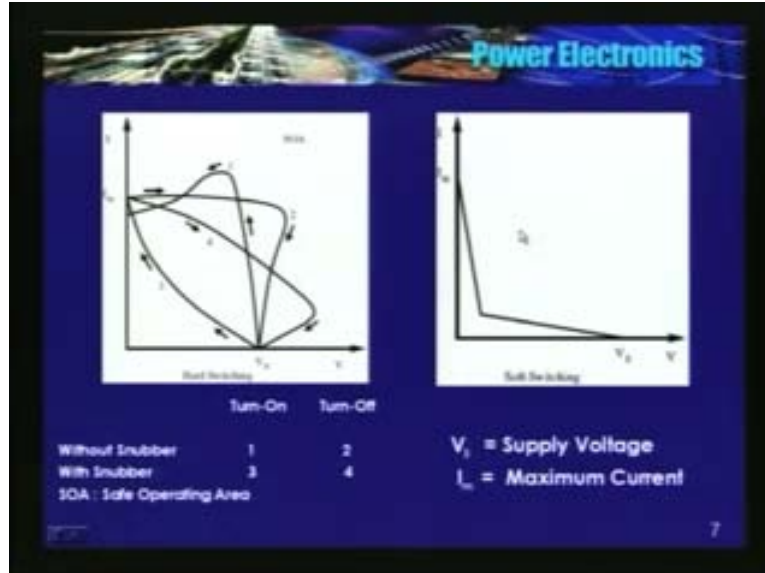 Power Electronics
I
SOA
I
1
I_m
I_m
2
4
3
V_s
V
V_s
V
Hard Switching
Soft Switching
Turn-On Turn-Off
Without Snubber 1 2
With Snubber 3 4
SOA : Safe Operating Area
V_s = Supply Voltage
I_m = Maximum Current
7